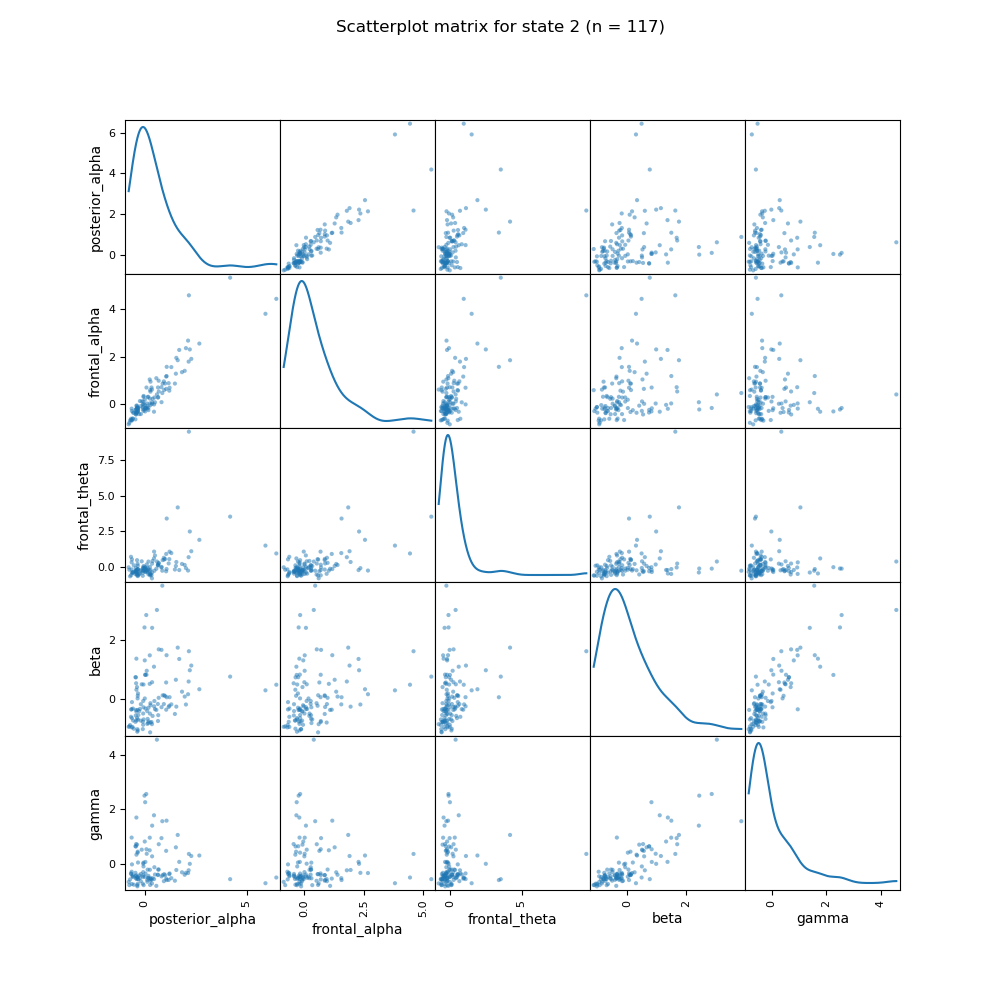 Scatterplot matrix for state 2 (n = 117)
posterior_alpha
6
4
2
0
frontal_alpha
4
2
0
frontal_theta
7.5
5.0
2.5
0.0
beta
2
0
gamma
4
2
0
0
5
posterior_alpha
0.0
2.5
5.0
frontal_alpha
0
5
frontal_theta
0
2
beta
0
2
4
gamma